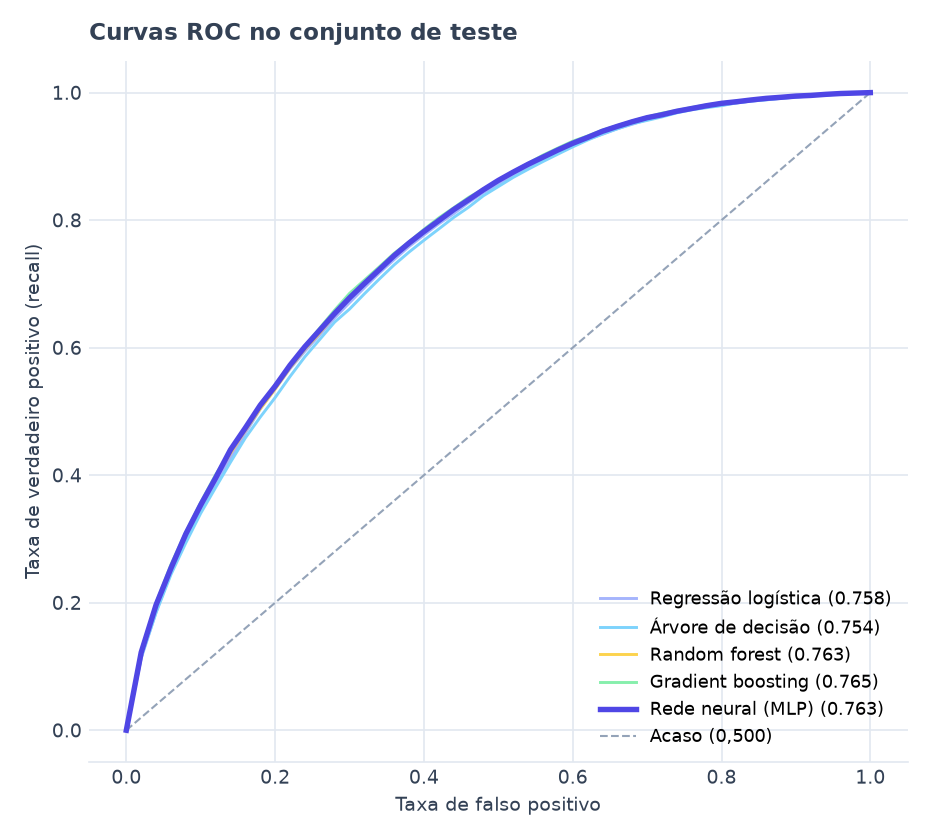 Curvas ROC no conjunto de teste
Taxa de verdadeiro positivo (recall)
1.0
0.8
0.6
0.4
0.2
0.0
Regressão logística (0.758)
Árvore de decisão (0.754)
Random forest (0.763)
Gradient boosting (0.765)
Rede neural (MLP) (0.763)
Acaso (0,500)
0.0 0.2 0.4 0.6 0.8 1.0
Taxa de falso positivo